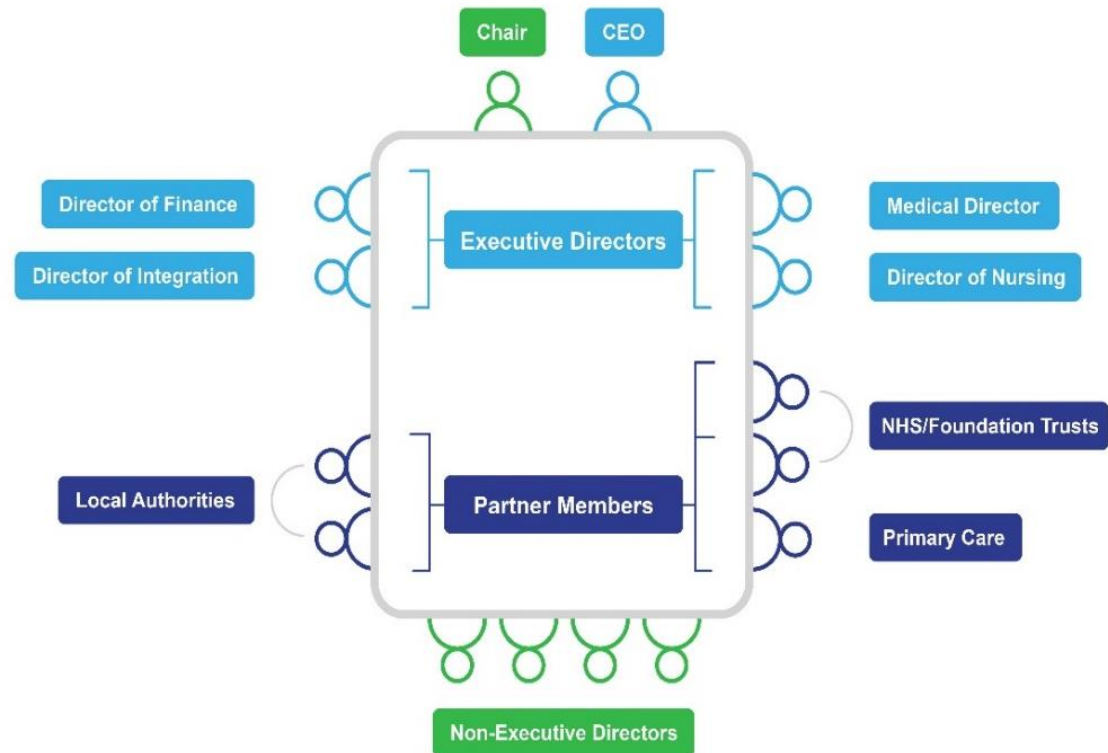 Chair
CEO
Director of Finance
Medical Director
Executive Directors
Director of Integration
Director of Nursing
NHS/Foundation Trusts
Local Authorities
Partner Members
Primary Care
Non-Executive Directors